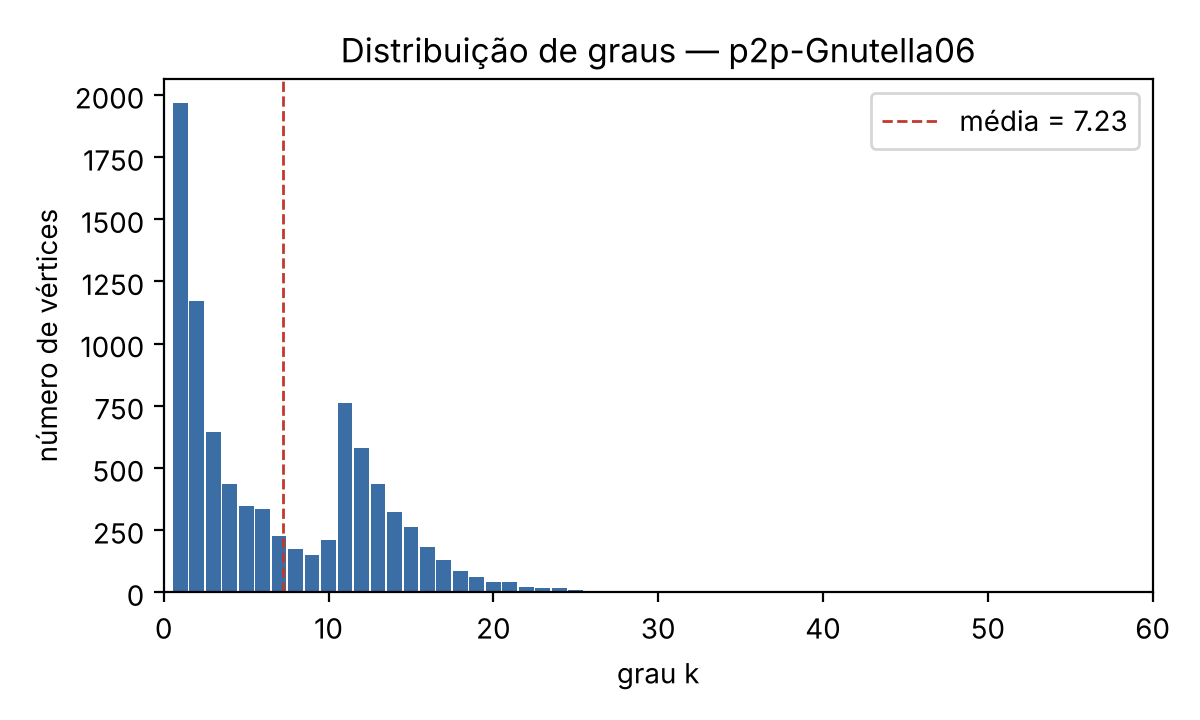 Distribuição de graus — p2p-Gnutella06
média = 7.23
número de vértices
2000
1750
1500
1250
1000
750
500
250
0
0 10 20 30 40 50 60
grau k